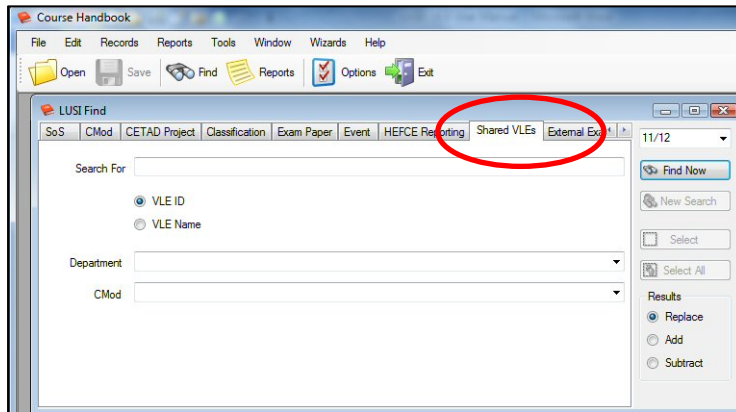 Course Handbook
File Edit Records Reports Tools Window Wizards Help
Open Save Find Reports Options Exit
LUSI Find
SoS CMod CETAD Project Classification Exam Paper Event HEFCE Reporting Shared VLEs External Exa
11/12
Search For
Find Now
VLE ID
New Search
VLE Name
Select
Department
Select All
CMod
Results
Replace
Add
Subtract